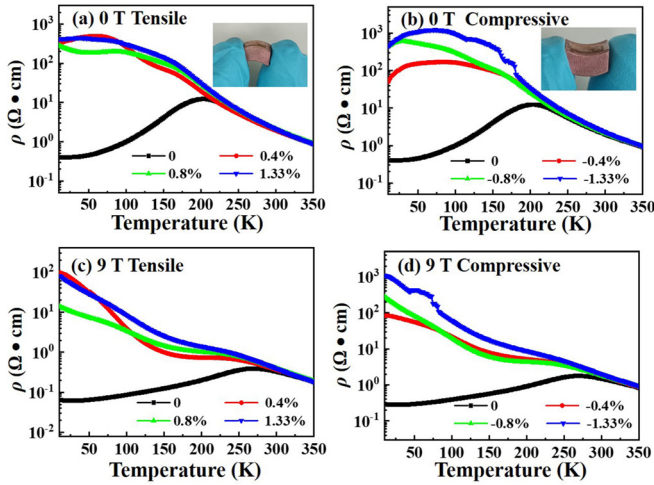 (a) 0 T Tensile
ρ (Ω • cm)
10³
10²
10¹
10⁰
10⁻¹
0
0.4%
0.8%
1.33%
50 100 150 200 250 300 350
Temperature (K)
(b) 0 T Compressive
ρ (Ω • cm)
10³
10²
10¹
10⁰
10⁻¹
0
-0.4%
-0.8%
-1.33%
50 100 150 200 250 300 350
Temperature (K)
(c) 9 T Tensile
ρ (Ω • cm)
10²
10¹
10⁰
10⁻¹
10⁻²
0
0.4%
0.8%
1.33%
50 100 150 200 250 300 350
Temperature (K)
(d) 9 T Compressive
ρ (Ω • cm)
10³
10²
10¹
10⁰
10⁻¹
0
-0.4%
-0.8%
-1.33%
50 100 150 200 250 300 350
Temperature (K)